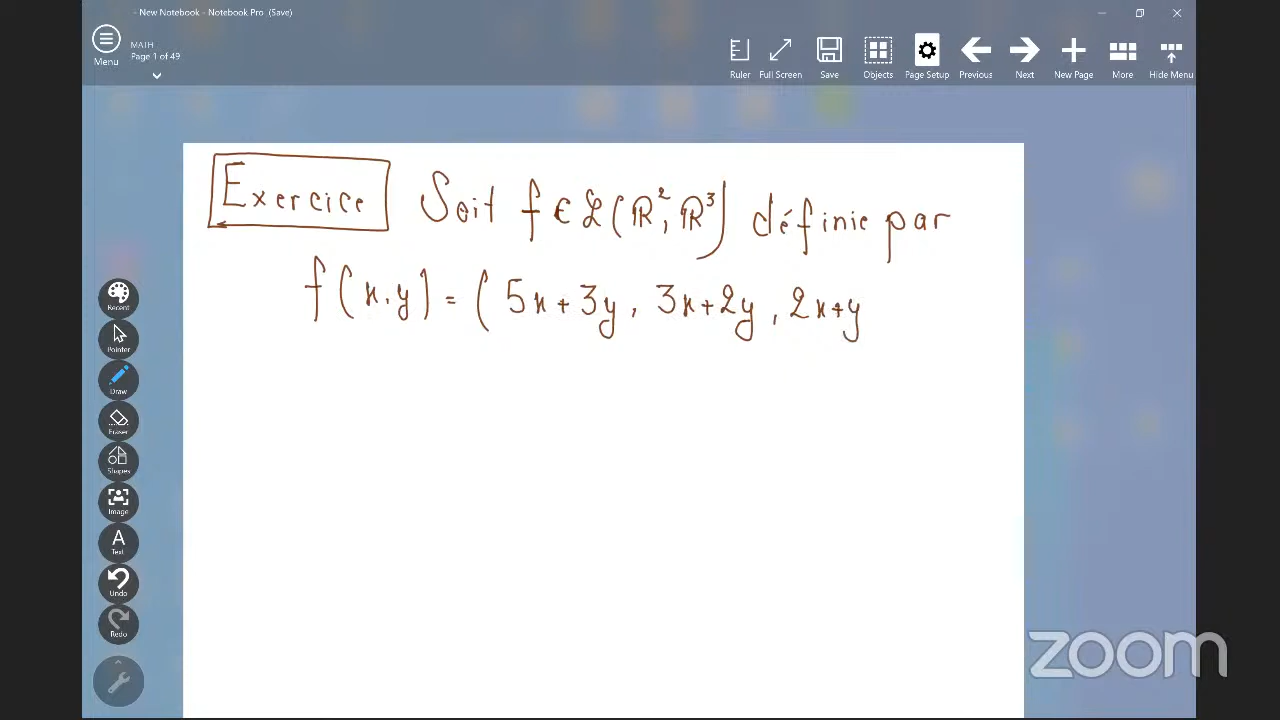 - New Notebook - Notebook Pro (Save)
Menu
MATH
Page 1 of 49
Ruler
Full Screen
Save
Objects
Page Setup
Previous
Next
New Page
More
Hide Menu
Exercice Soit f ∈ ℒ(ℝ², ℝ³) définie par
f(x,y) = ( 5x + 3y, 3x + 2y, 2x + y
Recent
Pointer
Draw
Eraser
Shapes
Image
A
Text
Undo
Redo
zoom